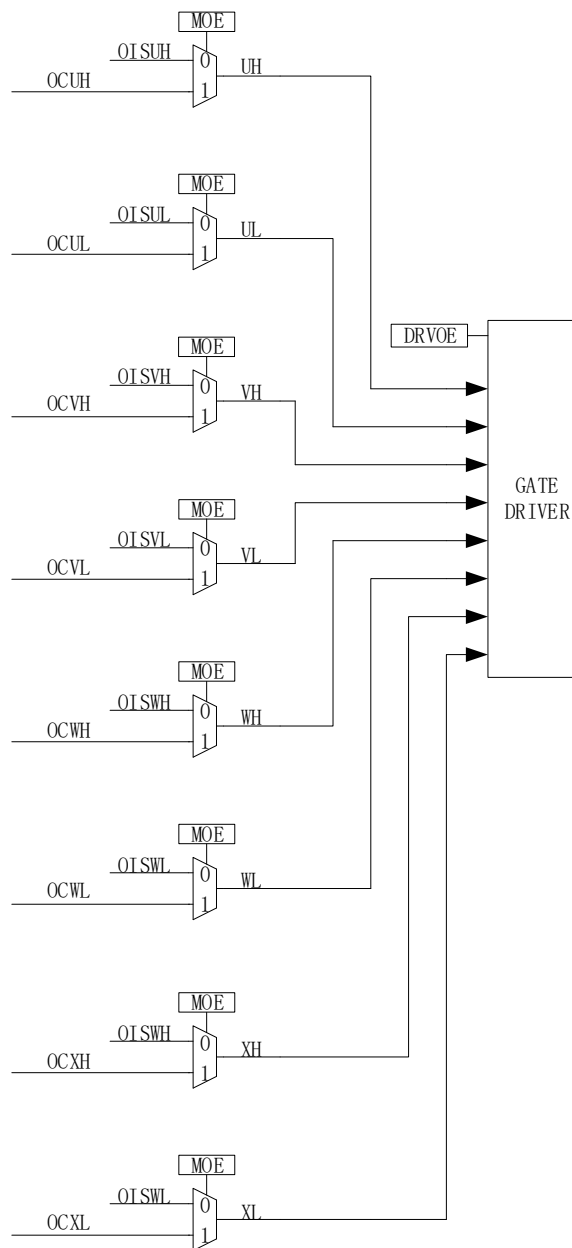 MOE
OISUH
0
UH
OCUH
1
MOE
OISUL
0
UL
OCUL
1
DRVOE
MOE
OISVH
0
VH
OCVH
1
GATE
DRIVER
MOE
OISVL
0
VL
OCVL
1
MOE
OISWH
0
WH
OCWH
1
MOE
OISWL
0
WL
OCWL
1
MOE
OISWH
0
XH
OCXH
1
MOE
OISWL
0
XL
OCXL
1